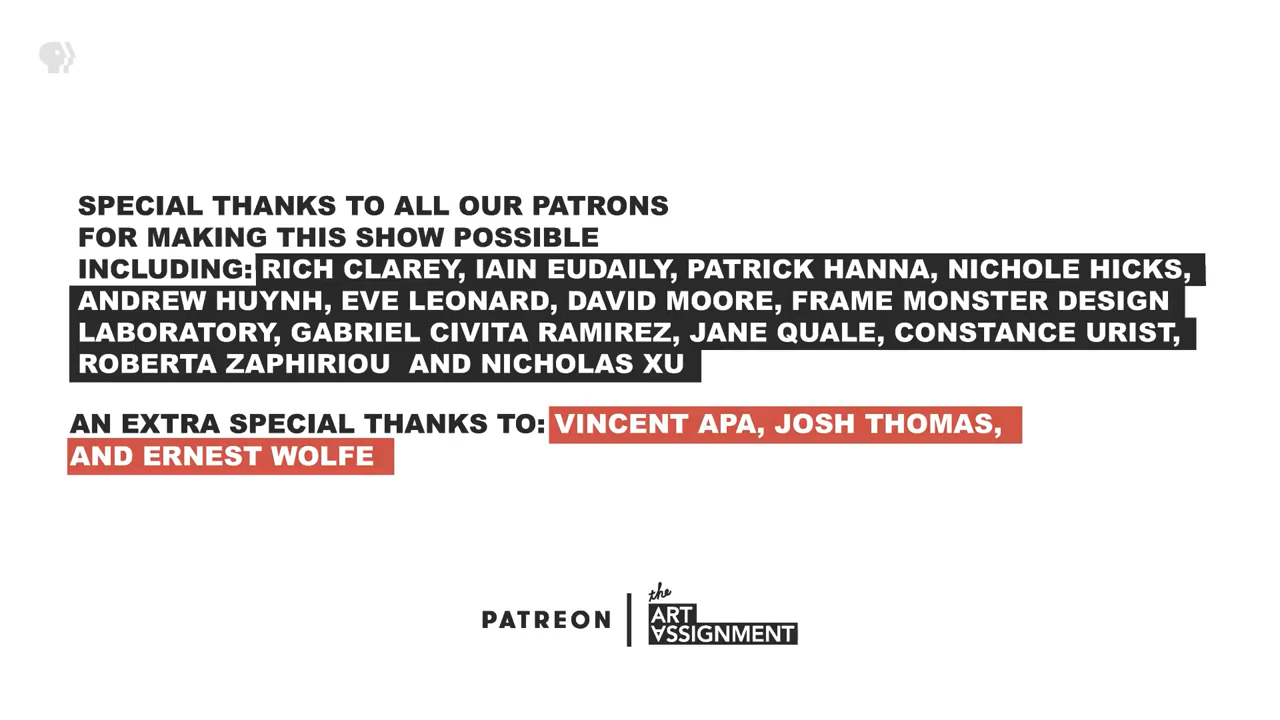 SPECIAL THANKS TO ALL OUR PATRONS
FOR MAKING THIS SHOW POSSIBLE
INCLUDING: RICH CLAREY, IAIN EUDAILY, PATRICK HANNA, NICHOLE HICKS,
ANDREW HUYNH, EVE LEONARD, DAVID MOORE, FRAME MONSTER DESIGN
LABORATORY, GABRIEL CIVITA RAMIREZ, JANE QUALE, CONSTANCE URIST,
ROBERTA ZAPHIRIOU AND NICHOLAS XU
AN EXTRA SPECIAL THANKS TO: VINCENT APA, JOSH THOMAS,
AND ERNEST WOLFE
PATREON
the
ART
ASSIGNMENT